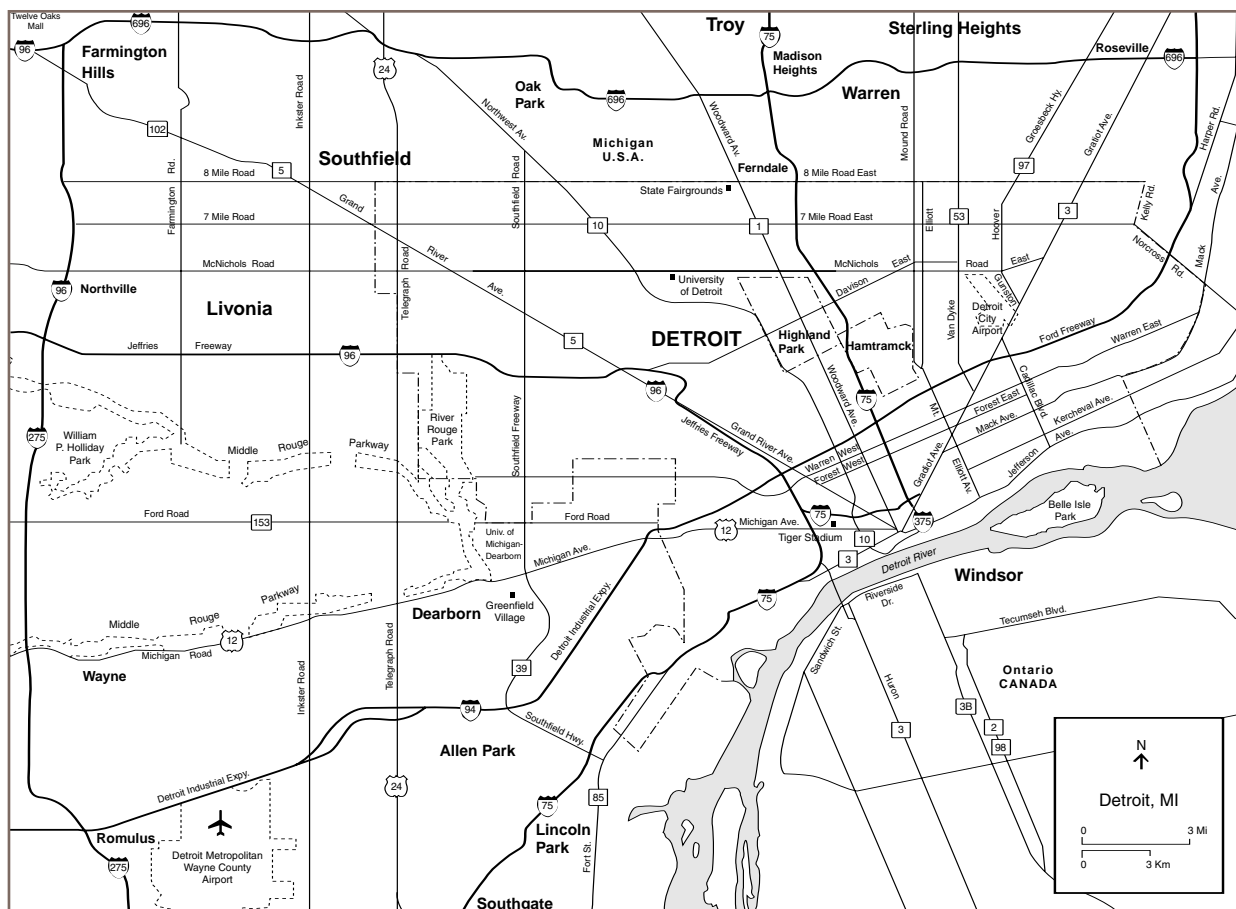 Twelve Oaks
Mall
696
96
Farmington
Hills
24
Inkster Road
102
5
Farmington Rd.
Southfield
8 Mile Road
7 Mile Road
Grand
River
Ave.
McNichols Road
Telegraph Road
96
Northville
Livonia
Jeffries Freeway
96
Northwest Av.
Oak
Park
696
Michigan
U.S.A.
Southfield Road
10
State Fairgrounds
University
of Detroit
DETROIT
5
Troy
75
Madison
Heights
Woodward Av.
Ferndale
1
Sterling Heights
Warren
Mound Road
8 Mile Road East
7 Mile Road East
Elliott
53
Hoover
97
Groesbeck Hy.
Gratiot Ave.
3
Roseville
696
Harper Rd.
Mack Ave.
Kelly Rd.
Norcross Rd.
McNichols Road East
Davison East
Gunston
Detroit
City
Airport
Van Dyke
Highland
Park
Hamtramck
Woodward Ave.
75
Ford Freeway
Warren East
Forest East
Mack Ave.
Cadillac Blvd.
Kercheval Ave.
Jefferson Ave.
Mt.
Elliott Av.
Gradiot Ave.
96
Grand River Ave.
Jeffries Freeway
Warren West
Forest West
275
William
P. Holliday
Park
Middle Rouge Parkway
River
Rouge
Park
Southfield Freeway
Ford Road
153
Ford Road
Univ. of
Michigan-
Dearborn
Michigan Ave.
12
Michigan Ave.
75
Tiger Stadium
10
375
3
Belle Isle
Park
Detroit River
Windsor
Riverside
Dr.
Tecumseh Blvd.
Sandwich St.
Ontario
CANADA
Huron
3
3B
2
98
75
Detroit Industrial Expy.
Dearborn
Greenfield
Village
Middle Rouge Parkway
12
Michigan Road
Wayne
Inkster Road
Telegraph Road
39
94
Southfield Hwy.
Allen Park
Detroit Industrial Expy.
24
85
75
Lincoln
Park
Fort St.
Southgate
Romulus
275
Detroit Metropolitan
Wayne County
Airport
N
Detroit, MI
0 3 Mi
0 3 Km